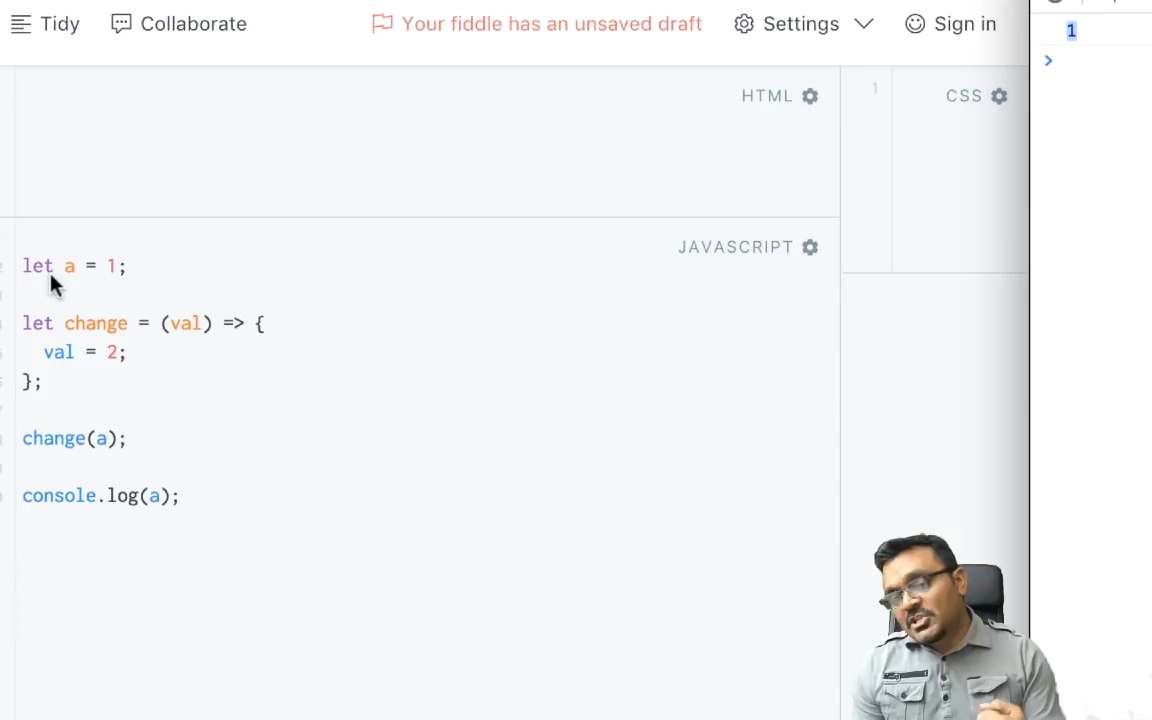 Tidy Collaborate Your fiddle has an unsaved draft Settings Sign in
1
HTML
1 CSS
JAVASCRIPT
let a = 1;
let change = (val) => {
val = 2;
};
change(a);
console.log(a);